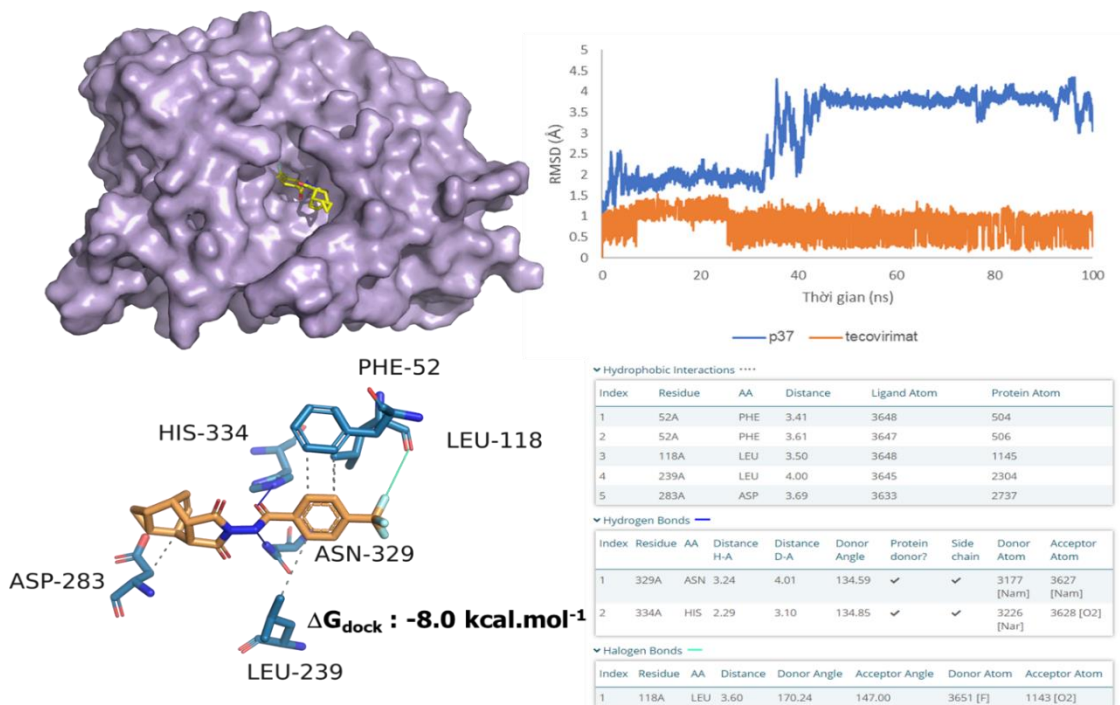 5
4.5
4
3.5
3
2.5
2
1.5
1
0.5
0
RMSD (Å)
0 20 40 60 80 100
Thời gian (ns)
p37 tecovirimat
PHE-52
HIS-334
LEU-118
ASN-329
ASP-283
LEU-239
ΔGdock : -8.0 kcal.mol-1
Hydrophobic Interactions ····
Index Residue AA Distance Ligand Atom Protein Atom
1 52A PHE 3.41 3648 504
2 52A PHE 3.61 3647 506
3 118A LEU 3.50 3648 1145
4 239A LEU 4.00 3645 2304
5 283A ASP 3.69 3633 2737
Hydrogen Bonds
Index Residue AA Distance H-A Distance D-A Donor Angle Protein donor? Side chain Donor Atom Acceptor Atom
1 329A ASN 3.24 4.01 134.59 ✔ ✔ 3177 [Nam] 3627 [Nam]
2 334A HIS 2.29 3.10 134.85 ✔ ✔ 3226 [Nar] 3628 [O2]
Halogen Bonds
Index Residue AA Distance Donor Angle Acceptor Angle Donor Atom Acceptor Atom
1 118A LEU 3.60 170.24 147.00 3651 [F] 1143 [O2]